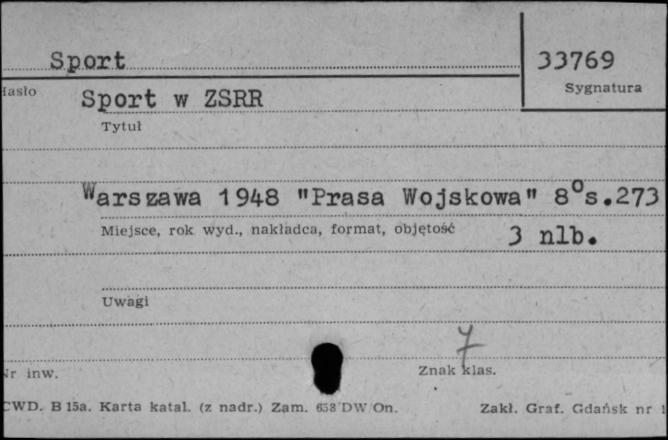 Sport
33769
Hasło
Sygnatura
Sport w ZSRR
Tytuł
Warszawa 1948 "Prasa Wojskowa" 8°s.273
Miejsce, rok wyd., nakładca, format, objętość
3 nlb.
Uwagi
7
Nr inw.
Znak klas.
CWD. B 15a. Karta katal. (z nadr.) Zam. 658 DW/On.
Zakł. Graf. Gdańsk nr 1